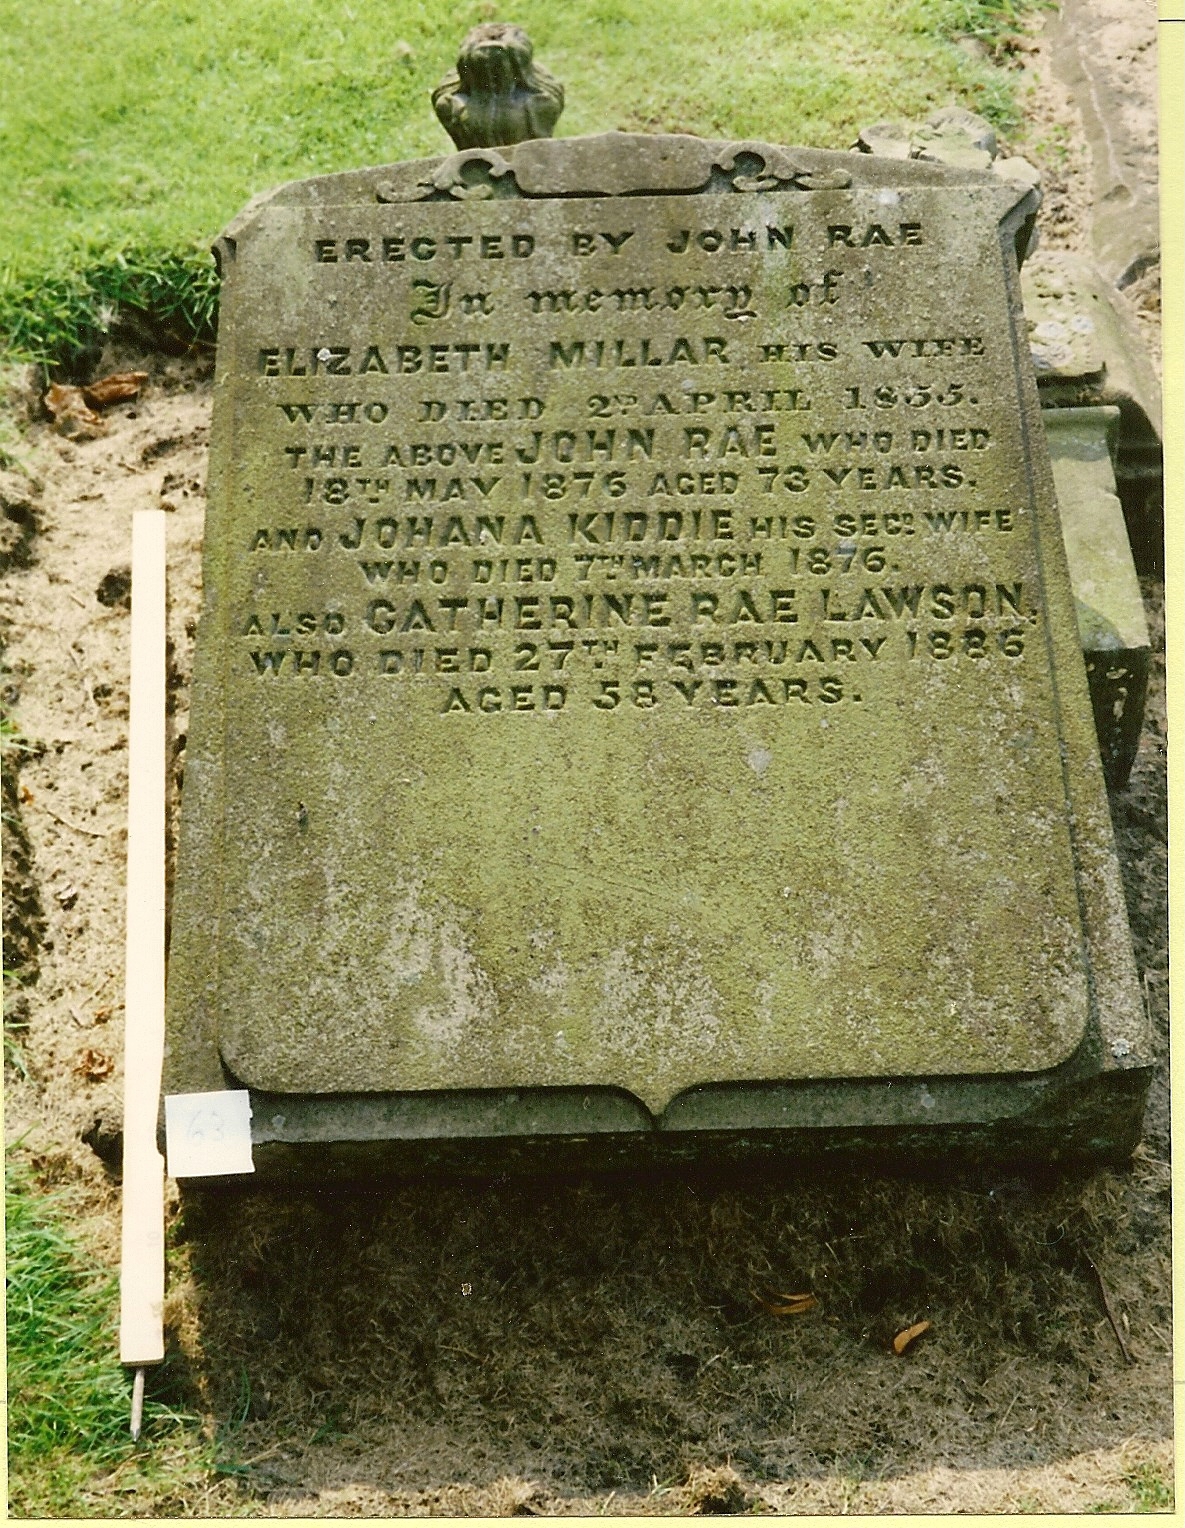 ERECTED BY JOHN RAE
In memory of
ELIZABETH MILLAR HIS WIFE
WHO DIED 2ND APRIL 1855.
THE ABOVE JOHN RAE WHO DIED
18TH MAY 1876 AGED 73 YEARS.
AND JOHANA KIDDIE HIS SECD. WIFE
WHO DIED 7TH MARCH 1876.
ALSO CATHERINE RAE LAWSON,
WHO DIED 27TH FEBRUARY 1886
AGED 58 YEARS.
63